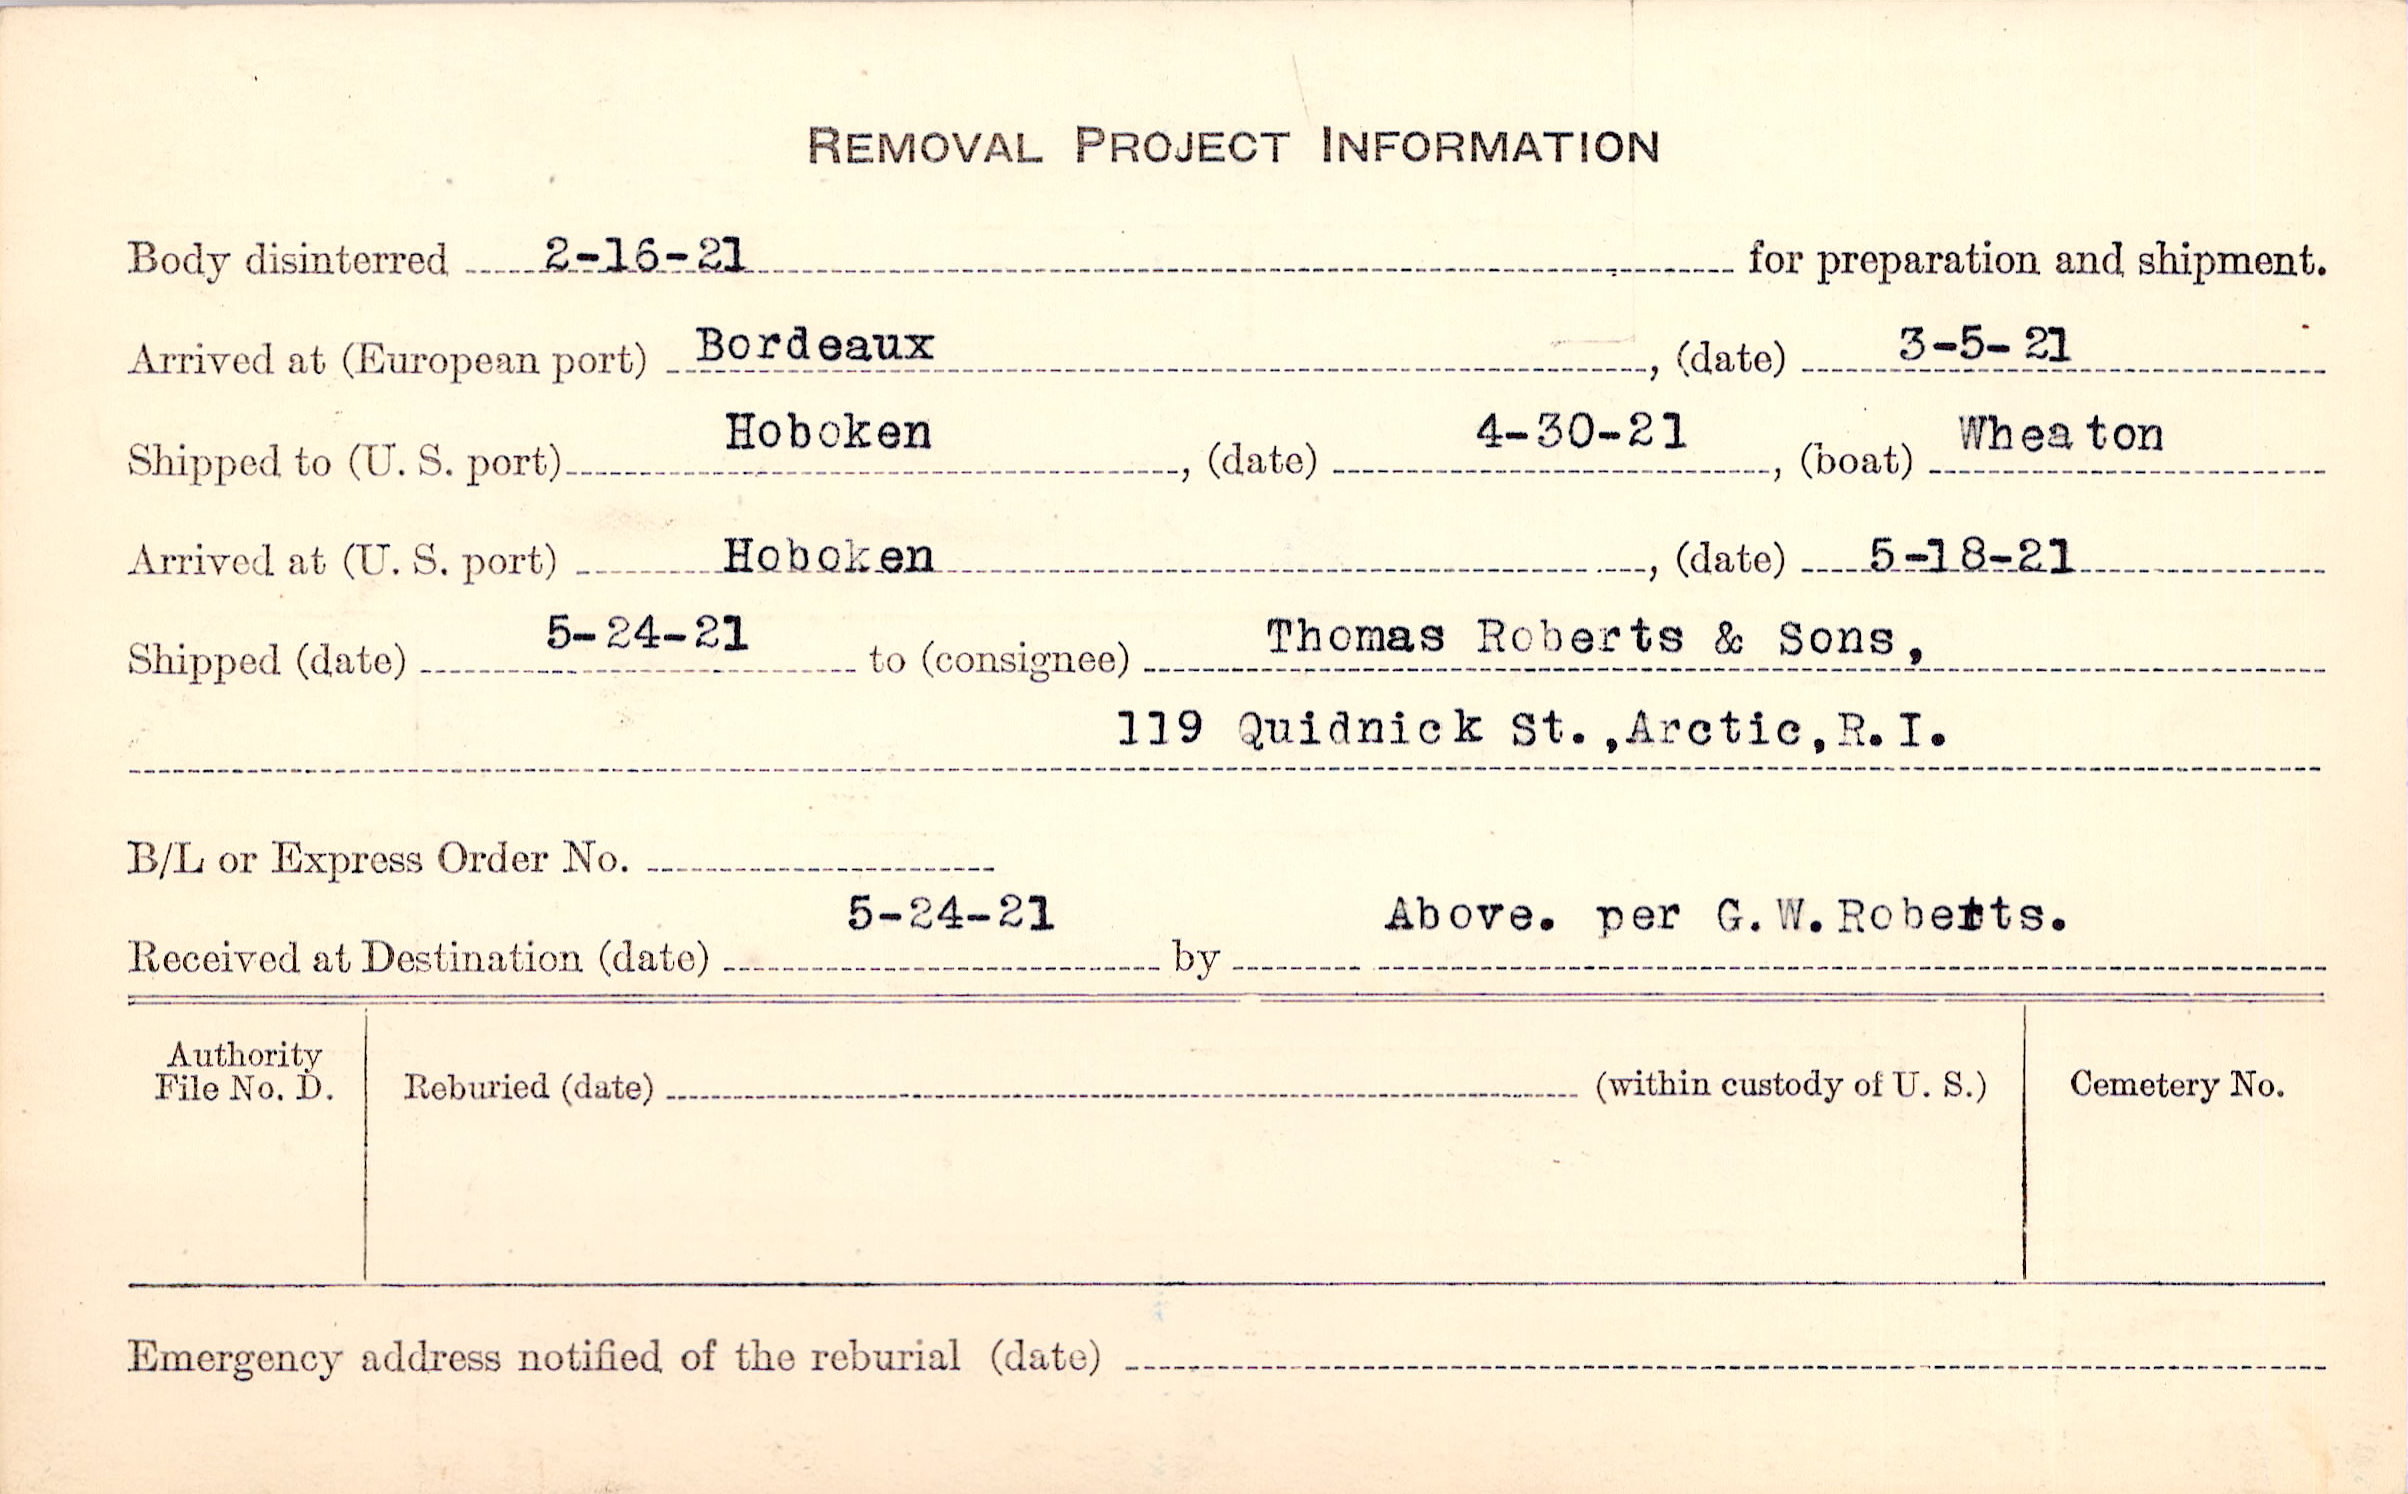 REMOVAL PROJECT INFORMATION
Body disinterred 2-16-21 for preparation and shipment.
Arrived at (European port) Bordeaux, (date) 3-5-21
Shipped to (U. S. port) Hoboken, (date) 4-30-21, (boat) Wheaton
Arrived at (U. S. port) Hoboken, (date) 5-18-21
Shipped (date) 5-24-21 to (consignee) Thomas Roberts & Sons,
119 Quidnick St.,Arctic,R.I.
B/L or Express Order No.
Received at Destination (date) 5-24-21 by Above. per G.W.Roberts.
Authority
File No. D.
Reburied (date) (within custody of U. S.)
Cemetery No.
Emergency address notified of the reburial (date)